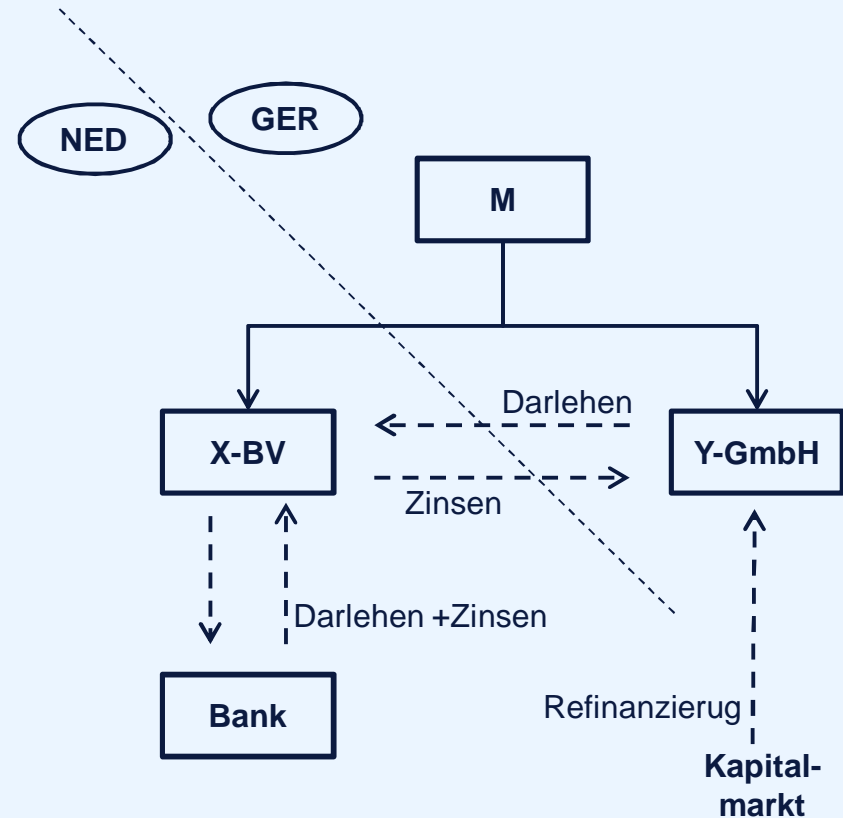 NED
GER
M
Darlehen
X-BV
Y-GmbH
Zinsen
Darlehen +Zinsen
Bank
Refinanzierug
Kapital-
markt